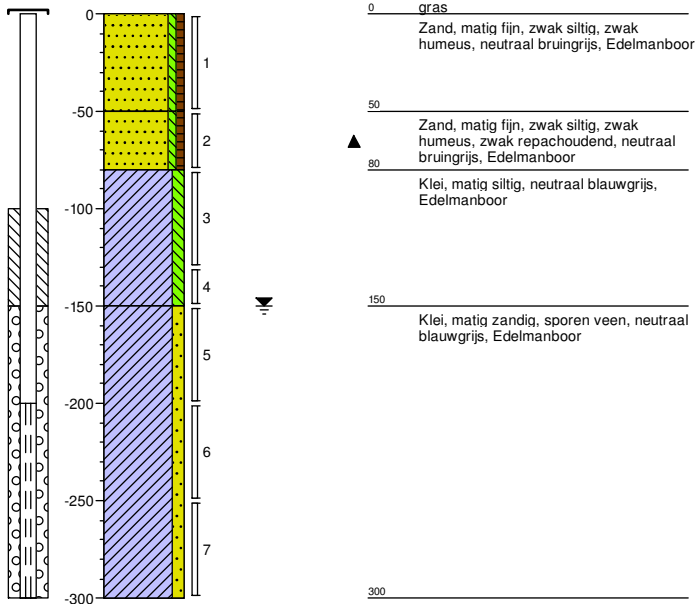 0
-50
-100
-150
-200
-250
-300
1
2
3
4
5
6
7
0
gras
Zand, matig fijn, zwak siltig, zwak
humeus, neutraal bruingrijs, Edelmanboor
50
Zand, matig fijn, zwak siltig, zwak
humeus, zwak repachoudend, neutraal
bruingrijs, Edelmanboor
80
Klei, matig siltig, neutraal blauwgrijs,
Edelmanboor
150
Klei, matig zandig, sporen veen, neutraal
blauwgrijs, Edelmanboor
300